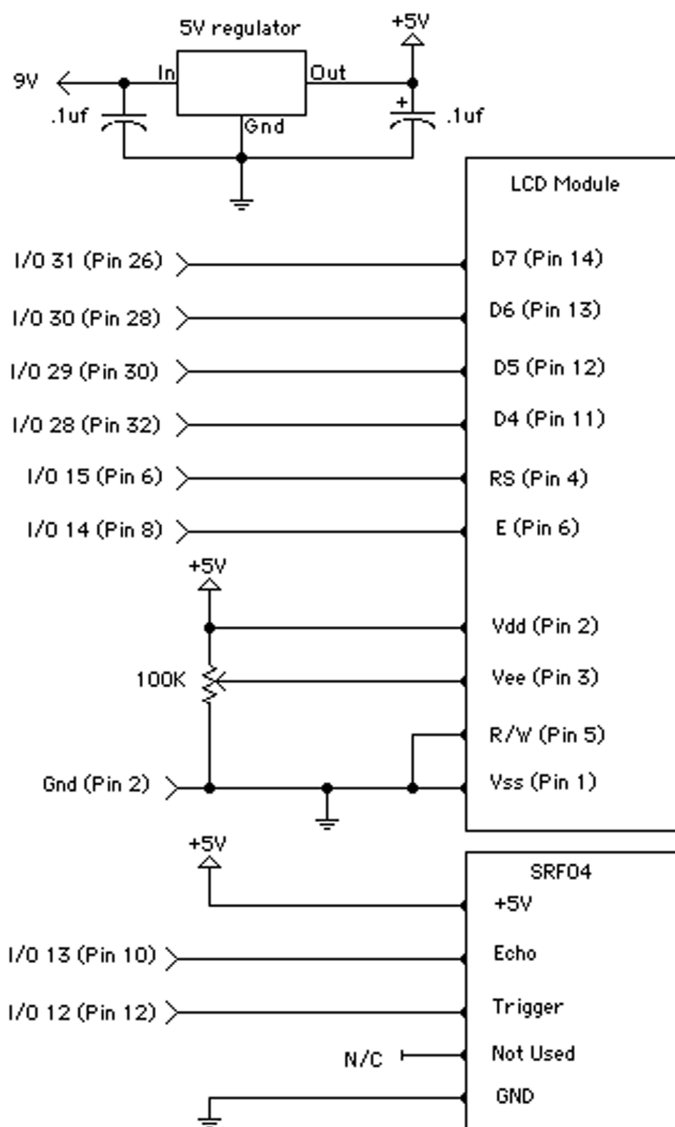 5V regulator
+5V
9V
In
Out
.1uf
Gnd
+
.1uf
LCD Module
I/O 31 (Pin 26)
D7 (Pin 14)
I/O 30 (Pin 28)
D6 (Pin 13)
I/O 29 (Pin 30)
D5 (Pin 12)
I/O 28 (Pin 32)
D4 (Pin 11)
I/O 15 (Pin 6)
RS (Pin 4)
I/O 14 (Pin 8)
E (Pin 6)
+5V
Vdd (Pin 2)
100K
Vee (Pin 3)
R/W (Pin 5)
Gnd (Pin 2)
Vss (Pin 1)
+5V
SRF04
+5V
I/O 13 (Pin 10)
Echo
I/O 12 (Pin 12)
Trigger
N/C
Not Used
GND